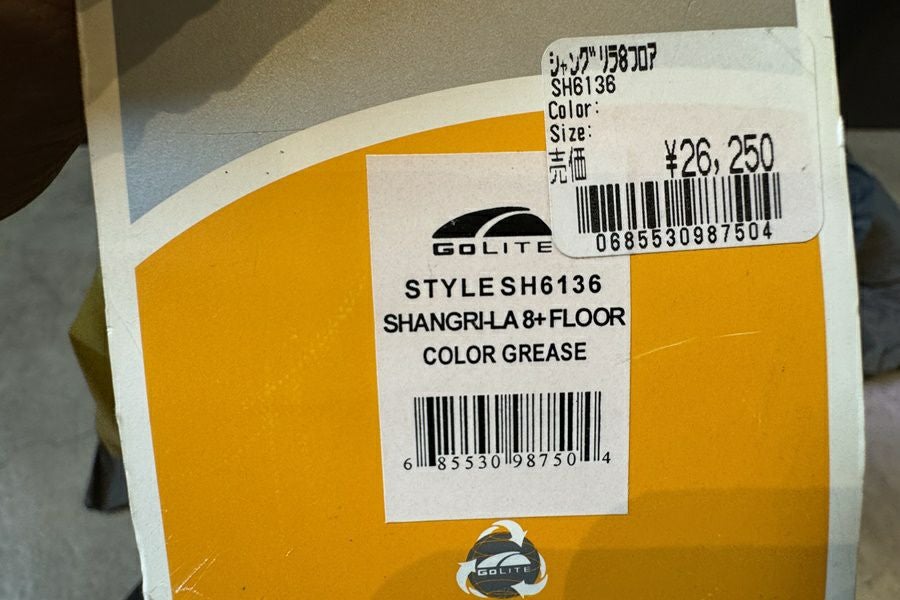 シャングリラ8フロア
SH6136
Color:
Size:
売価 ¥26,250
0685530987504
GOLITE
STYLE SH6136
SHANGRI-LA 8+ FLOOR
COLOR GREASE
6 85530 98750 4
GOLITE